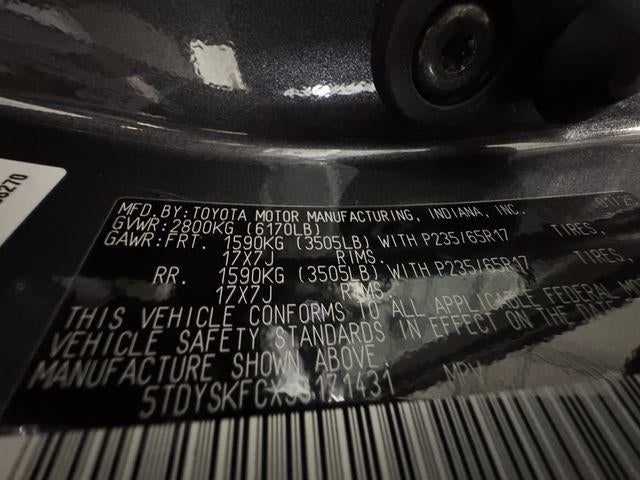 MFD. BY: TOYOTA MOTOR MANUFACTURING, INDIANA, INC.
GVWR: 2800KG (6170LB)
GAWR: FRT. 1590KG (3505LB) WITH P235/65R17 TIRES,
17X7J RIMS.
RR. 1590KG (3505LB) WITH P235/65R17 TIRES,
17X7J RIMS.
THIS VEHICLE CONFORMS TO ALL APPLICABLE FEDERAL
VEHICLE SAFETY STANDARDS IN EFFECT ON THE
MANUFACTURE SHOWN ABOVE.
MPV